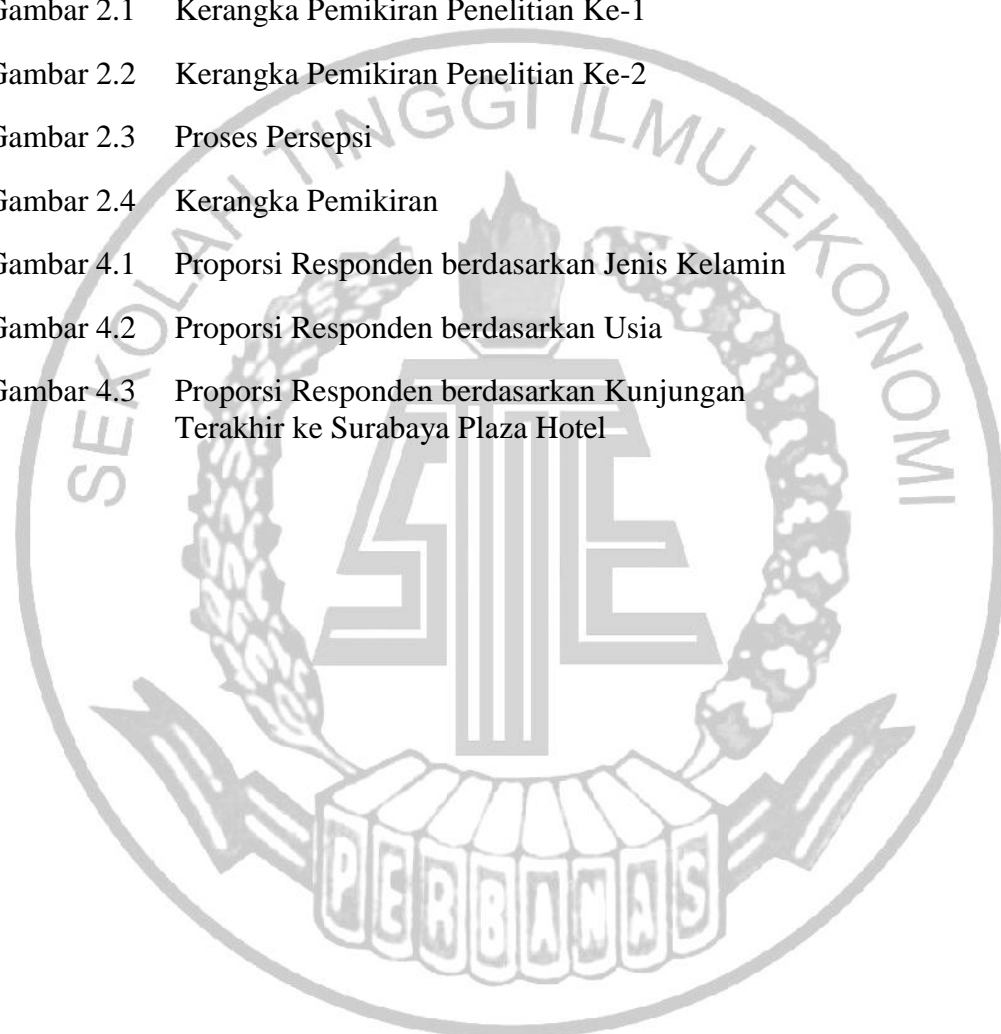 Gambar 2.1 Kerangka Pemikiran Penelitian Ke-1
Gambar 2.2 Kerangka Pemikiran Penelitian Ke-2
Gambar 2.3 Proses Persepsi
Gambar 2.4 Kerangka Pemikiran
Gambar 4.1 Proporsi Responden berdasarkan Jenis Kelamin
Gambar 4.2 Proporsi Responden berdasarkan Usia
Gambar 4.3 Proporsi Responden berdasarkan Kunjungan
Terakhir ke Surabaya Plaza Hotel
SEKOLAH TINGGI ILMU EKONOMI
STIE
PERBANAS